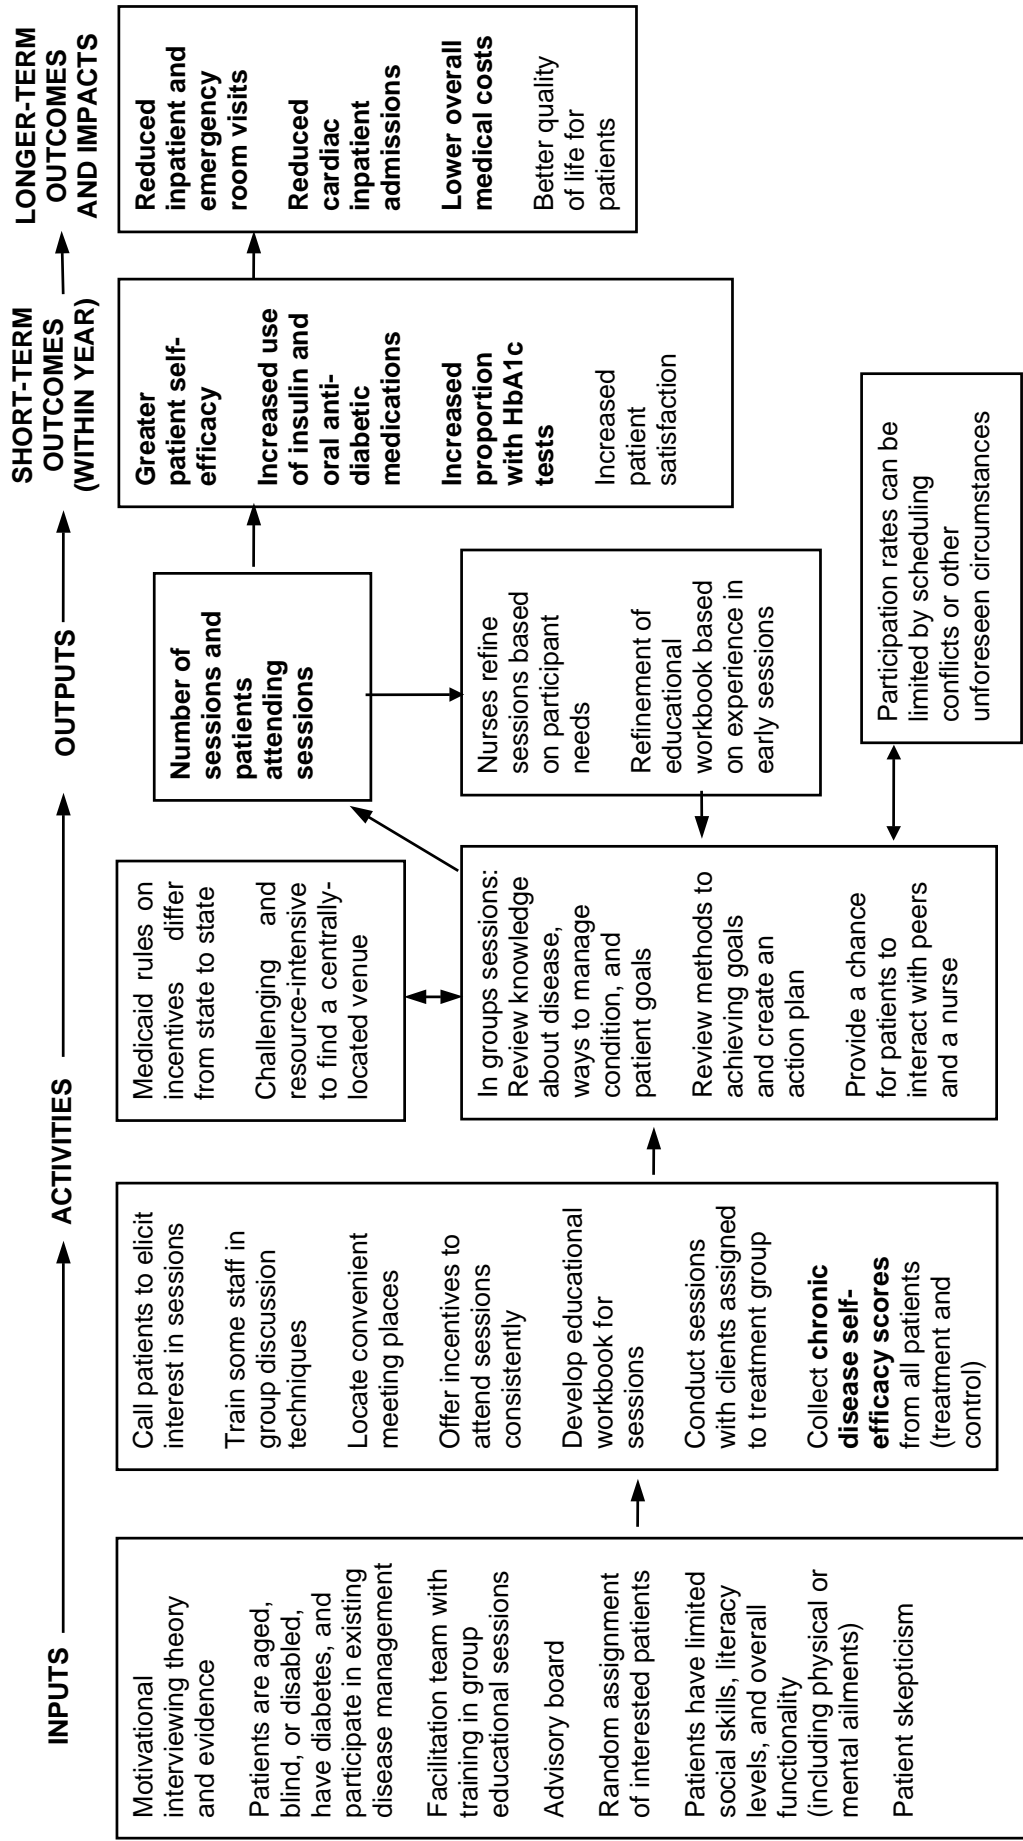 INPUTS
ACTIVITIES
OUTPUTS
SHORT-TERM
OUTCOMES
(WITHIN YEAR)
LONGER-TERM
OUTCOMES
AND IMPACTS
Motivational
interviewing theory
and evidence
Patients are aged,
blind, or disabled,
have diabetes, and
participate in existing
disease management
Facilitation team with
training in group
educational sessions
Advisory board
Random assignment
of interested patients
Patients have limited
social skills, literacy
levels, and overall
functionality
(including physical or
mental ailments)
Patient skepticism
Call patients to elicit
interest in sessions
Train some staff in
group discussion
techniques
Locate convenient
meeting places
Offer incentives to
attend sessions
consistently
Develop educational
workbook for
sessions
Conduct sessions
with clients assigned
to treatment group
Collect chronic
disease self-
efficacy scores
from all patients
(treatment and
control)
Medicaid rules on
incentives differ
from state to state
Challenging and
resource-intensive
to find a centrally-
located venue
In groups sessions:
Review knowledge
about disease,
ways to manage
condition, and
patient goals
Review methods to
achieving goals
and create an
action plan
Provide a chance
for patients to
interact with peers
and a nurse
Number of
sessions and
patients
attending
sessions
Nurses refine
sessions based
on participant
needs
Refinement of
educational
workbook based
on experience in
early sessions
Participation rates can be
limited by scheduling
conflicts or other
unforeseen circumstances
Greater
patient self-
efficacy
Increased use
of insulin and
oral anti-
diabetic
medications
Increased
proportion
with HbA1c
tests
Increased
patient
satisfaction
Reduced
inpatient and
emergency
room visits
Reduced
cardiac
inpatient
admissions
Lower overall
medical costs
Better quality
of life for
patients